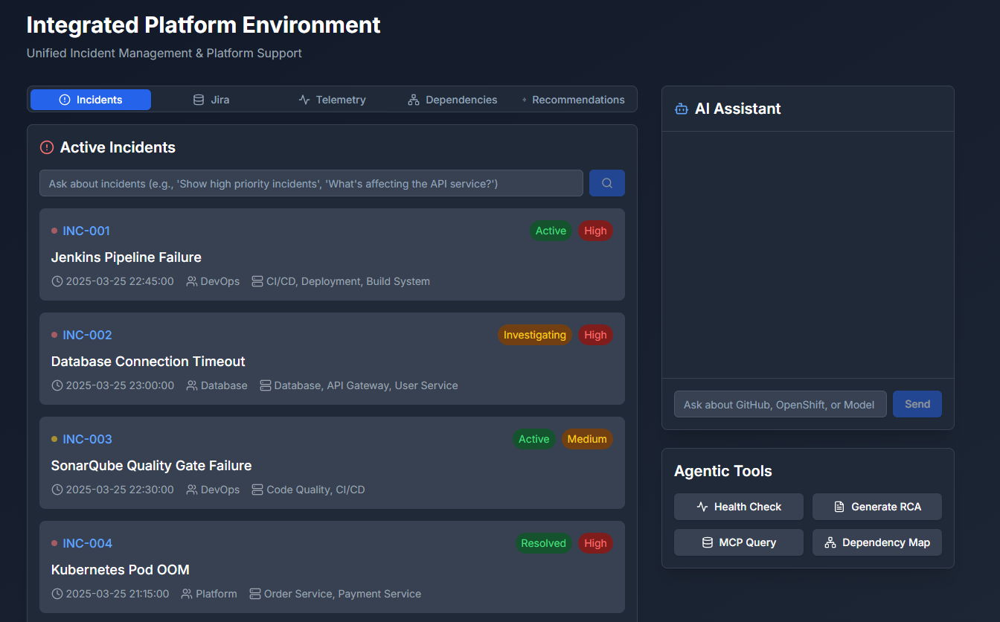 Integrated Platform Environment
Unified Incident Management & Platform Support
Incidents Jira Telemetry Dependencies Recommendations
Active Incidents
Ask about incidents (e.g., 'Show high priority incidents', 'What's affecting the API service?')
INC-001 Active High
Jenkins Pipeline Failure
2025-03-25 22:45:00 DevOps CI/CD, Deployment, Build System
INC-002 Investigating High
Database Connection Timeout
2025-03-25 23:00:00 Database Database, API Gateway, User Service
INC-003 Active Medium
SonarQube Quality Gate Failure
2025-03-25 22:30:00 DevOps Code Quality, CI/CD
INC-004 Resolved High
Kubernetes Pod OOM
2025-03-25 21:15:00 Platform Order Service, Payment Service
AI Assistant
Ask about GitHub, OpenShift, or Model Send
Agentic Tools
Health Check Generate RCA
MCP Query Dependency Map